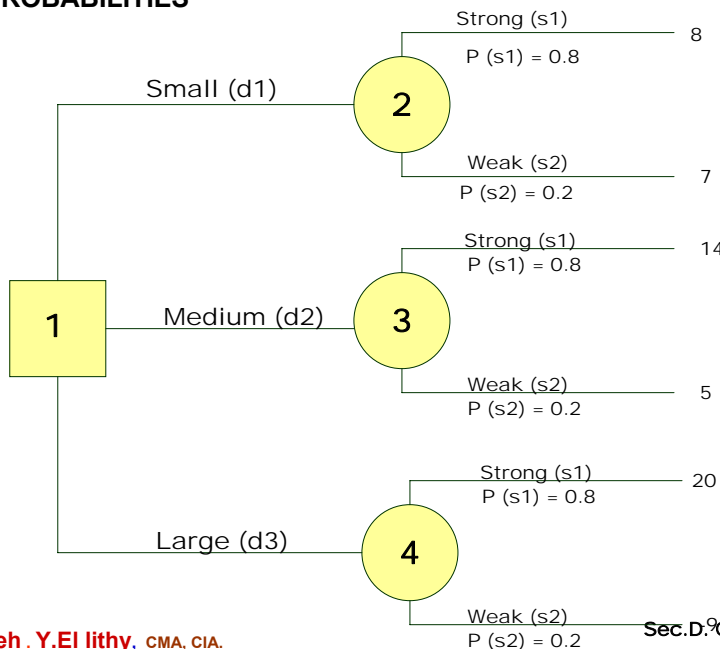 Strong (s1)
8
P (s1) = 0.8
Small (d1)
2
Weak (s2)
7
P (s2) = 0.2
Strong (s1)
14
P (s1) = 0.8
1
Medium (d2)
3
Weak (s2)
5
P (s2) = 0.2
Strong (s1)
20
P (s1) = 0.8
Large (d3)
4
Weak (s2)
-9
P (s2) = 0.2
Y.El lithy, CMA, CIA.
Sec.D.